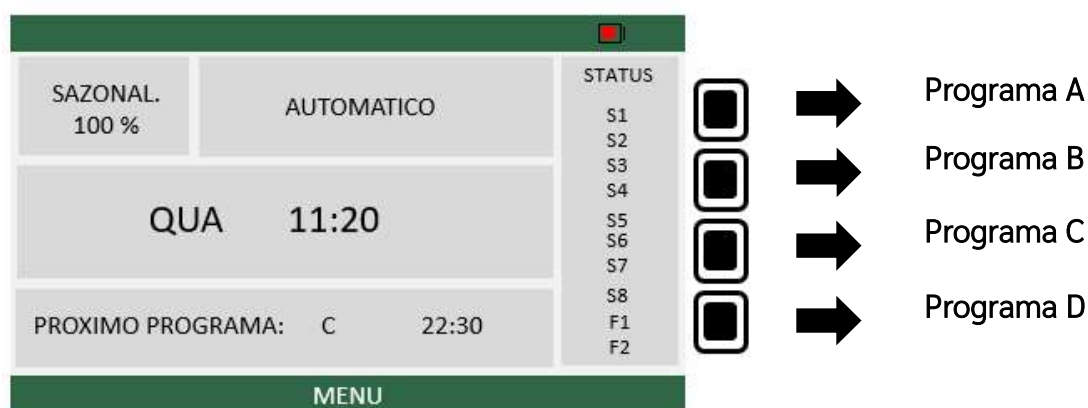 SAZONAL.
100 %
AUTOMATICO
QUA 11:20
PROXIMO PROGRAMA: C 22:30
STATUS
S1
S2
S3
S4
S5
S6
S7
S8
F1
F2
MENU
Programa A
Programa B
Programa C
Programa D